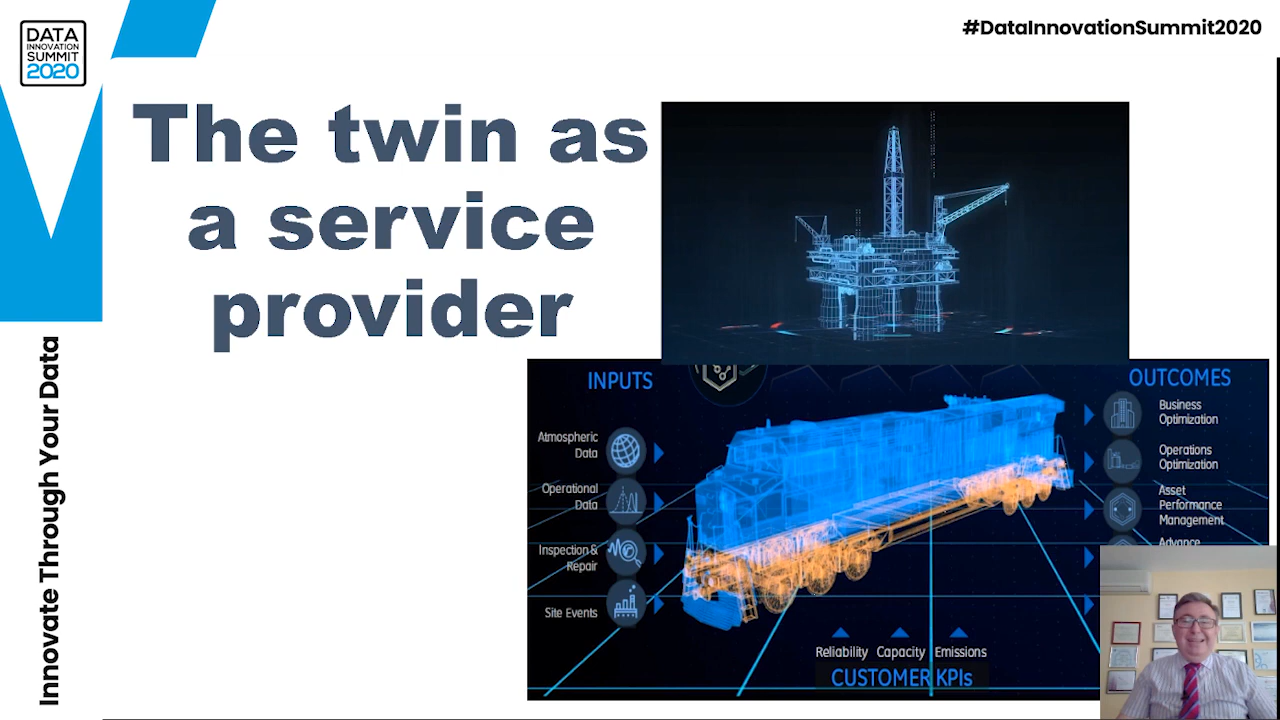 DATA
INNOVATION
SUMMIT
2020
#DataInnovationSummit2020
The twin as
a service
provider
Innovate Through Your Data
INPUTS
Atmospheric
Data
Operational
Data
Inspection &
Repair
Site Events
OUTCOMES
Business
Optimization
Operations
Optimization
Asset
Performance
Management
Advance
Reliability Capacity Emissions
CUSTOMER KPIs